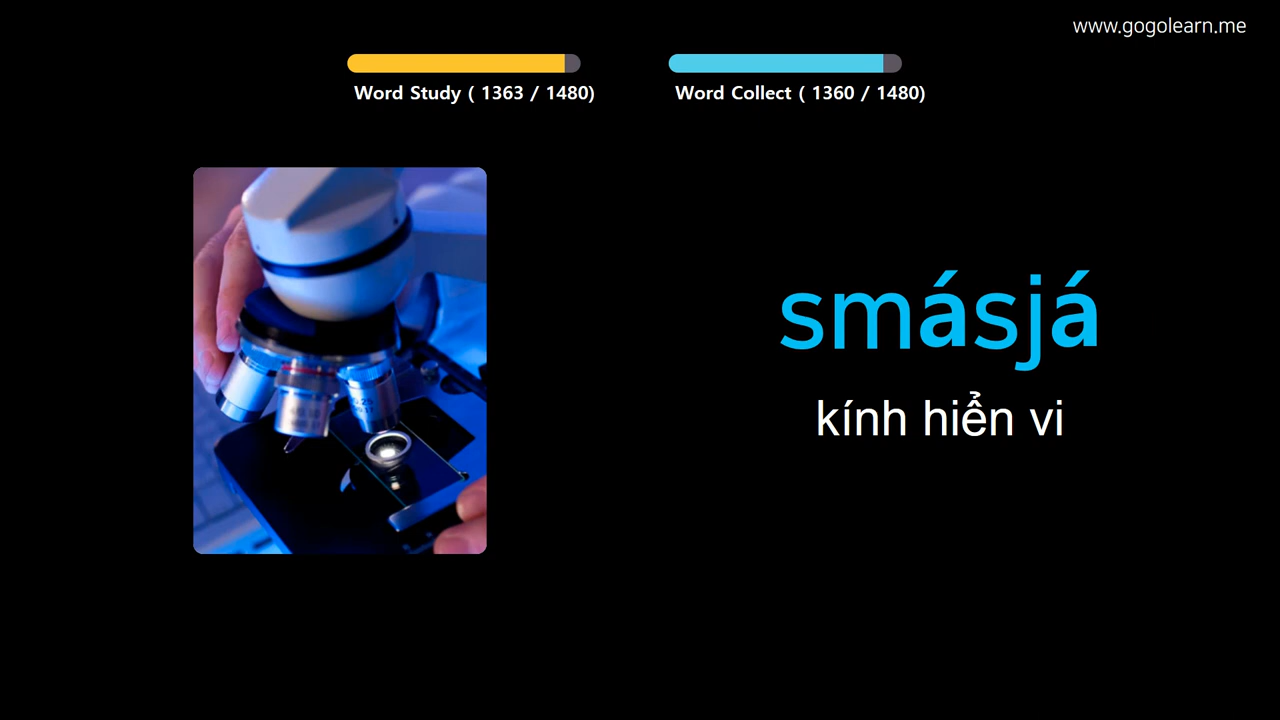 www.gogolearn.me
Word Study ( 1363 / 1480)
Word Collect ( 1360 / 1480)
smásjá
kính hiển vi